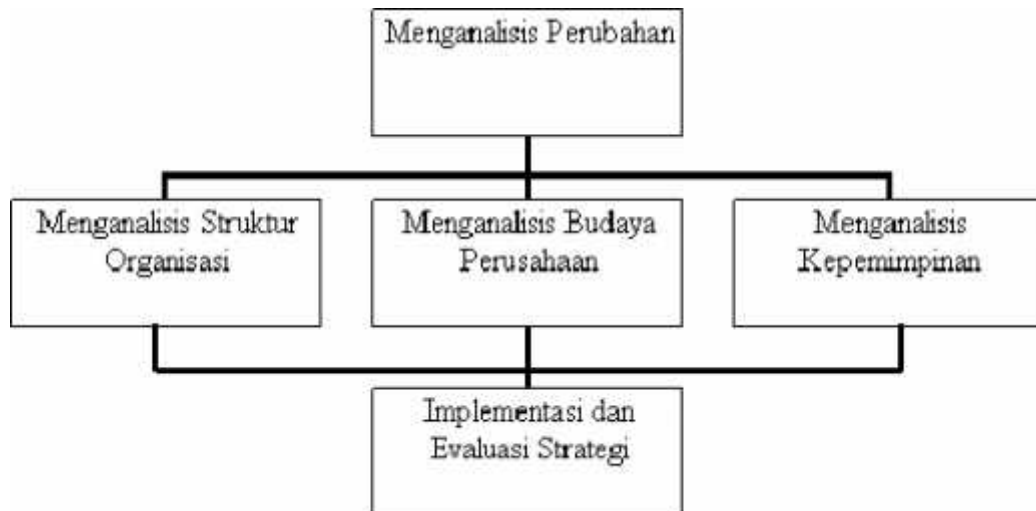 Menganalisis Perubahan
Menganalisis Struktur
Organisasi
Menganalisis Budaya
Perusahaan
Menganalisis
Kepemimpinan
Implementasi dan
Evaluasi Strategi